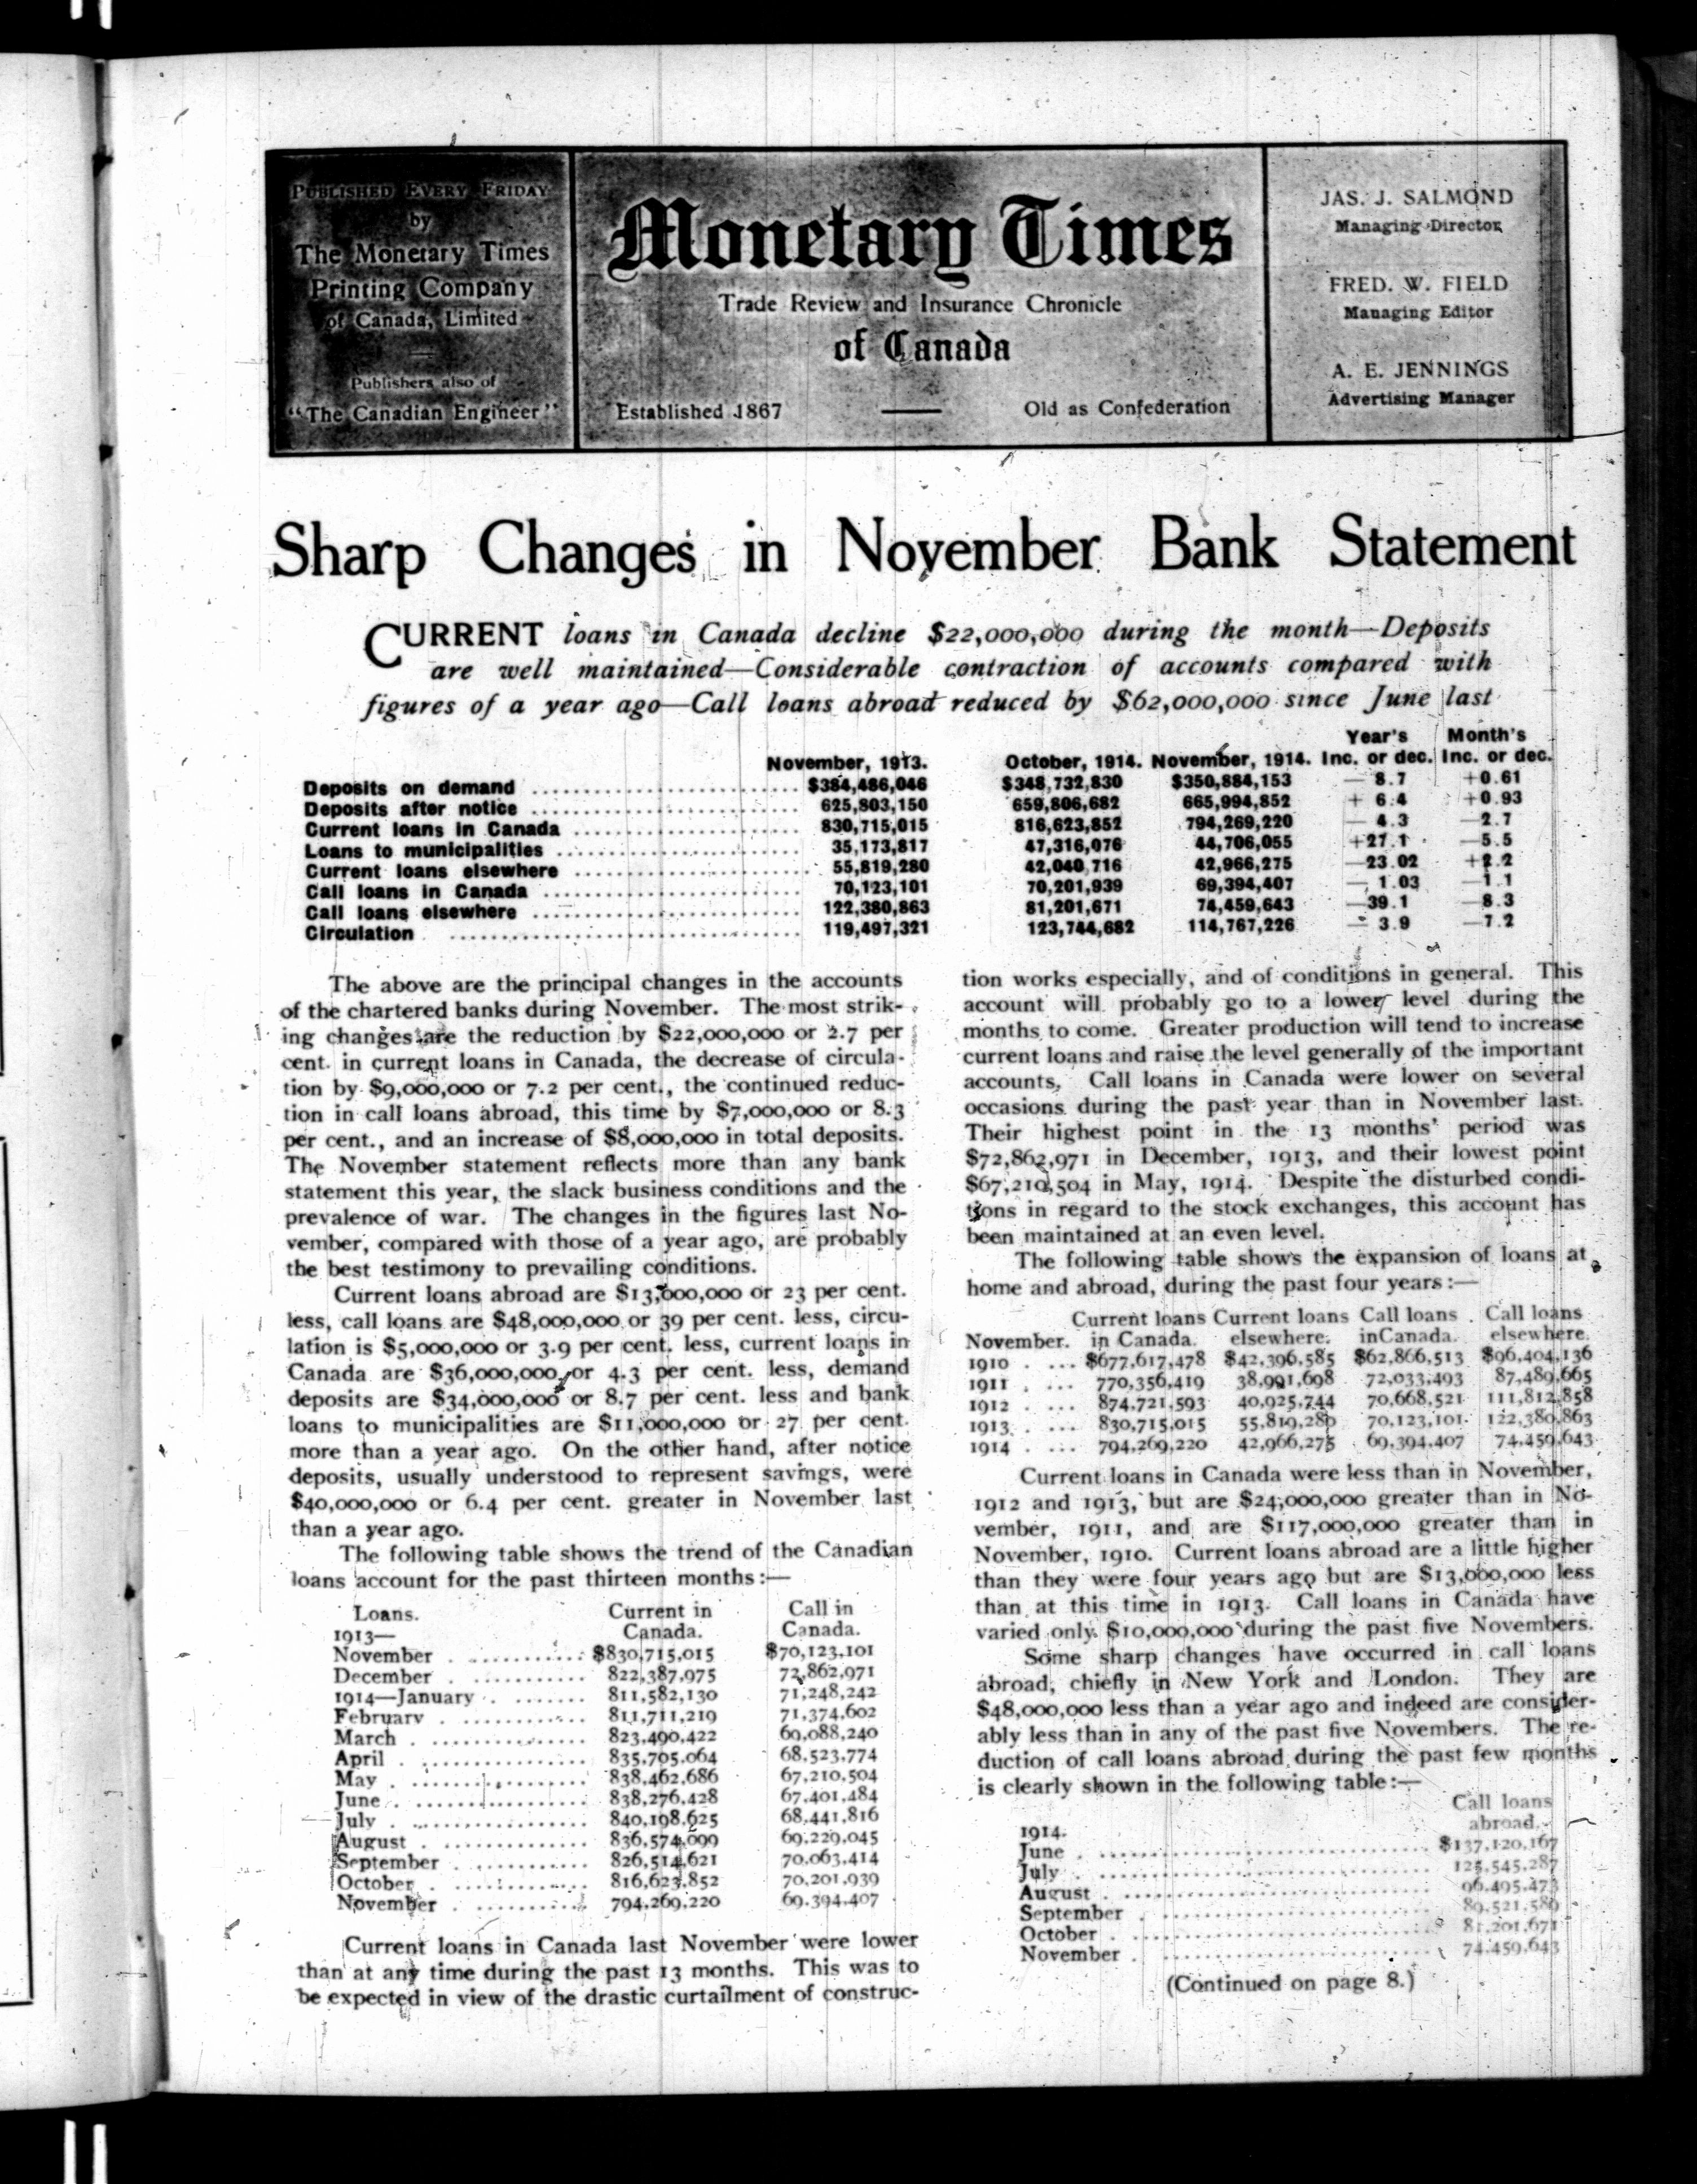 PUBLISHED EVERY FRIDAY
by
The Monetary Times
Printing Company
of Canada, Limited
Publishers also of
"The Canadian Engineer"
Monetary Times
Trade Review and Insurance Chronicle
of Canada
Established 1867
Old as Confederation
JAS. J. SALMOND
Managing Director
FRED. W. FIELD
Managing Editor
A. E. JENNINGS
Advertising Manager
Sharp Changes in November Bank Statement
CURRENT loans in Canada decline $22,000,000 during the month—Deposits
are well maintained—Considerable contraction of accounts compared with
figures of a year ago—Call loans abroad reduced by $62,000,000 since June last
Year's Month's
November, 1913. October, 1914. November, 1914. Inc. or dec. Inc. or dec.
Deposits on demand $384,486,046 $348,732,830 $350,884,153 — 8.7 +0.61
Deposits after notice 625,803,150 659,806,682 665,994,852 + 6.4 +0.93
Current loans in Canada 830,715,015 816,623,852 794,269,220 — 4.3 —2.7
Loans to municipalities 35,173,817 47,316,076 44,706,055 +27.1 —5.5
Current loans elsewhere 55,819,280 42,040,716 42,966,275 —23.02 +2.2
Call loans in Canada 70,123,101 70,201,939 69,394,407 — 1.03 —1.1
Call loans elsewhere 122,380,863 81,201,671 74,459,643 —39.1 —8.3
Circulation 119,497,321 123,744,682 114,767,226 — 3.9 —7.2
The above are the principal changes in the accounts
of the chartered banks during November. The most strik-
ing changes are the reduction by $22,000,000 or 2.7 per
cent. in current loans in Canada, the decrease of circula-
tion by $9,000,000 or 7.2 per cent., the continued reduc-
tion in call loans abroad, this time by $7,000,000 or 8.3
per cent., and an increase of $8,000,000 in total deposits.
The November statement reflects more than any bank
statement this year, the slack business conditions and the
prevalence of war. The changes in the figures last No-
vember, compared with those of a year ago, are probably
the best testimony to prevailing conditions.
Current loans abroad are $13,000,000 or 23 per cent.
less, call loans are $48,000,000 or 39 per cent. less, circu-
lation is $5,000,000 or 3.9 per cent. less, current loans in
Canada are $36,000,000 or 4.3 per cent. less, demand
deposits are $34,000,000 or 8.7 per cent. less and bank
loans to municipalities are $11,000,000 or 27 per cent.
more than a year ago. On the other hand, after notice
deposits, usually understood to represent savings, were
$40,000,000 or 6.4 per cent. greater in November last
than a year ago.
The following table shows the trend of the Canadian
loans account for the past thirteen months:—
Loans. Current in Call in
1913— Canada. Canada.
November $830,715,015 $70,123,101
December 822,387,975 72,862,971
1914—January 811,582,130 71,248,242
February 811,711,219 71,374,602
March 823,490,422 69,088,240
April 835,705,064 68,523,774
May 838,462,686 67,210,504
June 838,276,428 67,401,484
July 840,198,625 68,441,816
August 836,574,099 69,229,045
September 826,514,621 70,063,414
October 816,623,852 70,201,939
November 794,269,220 69,394,407
Current loans in Canada last November were lower
than at any time during the past 13 months. This was to
be expected in view of the drastic curtailment of construc-
tion works especially, and of conditions in general. This
account will probably go to a lower level during the
months to come. Greater production will tend to increase
current loans and raise the level generally of the important
accounts. Call loans in Canada were lower on several
occasions during the past year than in November last.
Their highest point in the 13 months' period was
$72,862,971 in December, 1913, and their lowest point
$67,210,504 in May, 1914. Despite the disturbed condi-
tions in regard to the stock exchanges, this account has
been maintained at an even level.
The following table shows the expansion of loans at
home and abroad, during the past four years:—
Current loans Current loans Call loans Call loans
November. in Canada. elsewhere. in Canada. elsewhere.
1910 $677,617,478 $42,396,585 $62,866,513 $96,404,136
1911 770,356,419 38,991,698 72,033,493 87,489,665
1912 874,721,593 40,925,744 70,668,521 111,812,858
1913 830,715,015 55,819,280 70,123,101 122,380,863
1914 794,269,220 42,966,275 69,394,407 74,459,643
Current loans in Canada were less than in November,
1912 and 1913, but are $24,000,000 greater than in No-
vember, 1911, and are $117,000,000 greater than in
November, 1910. Current loans abroad are a little higher
than they were four years ago but are $13,000,000 less
than at this time in 1913. Call loans in Canada have
varied only $10,000,000 during the past five Novembers.
Some sharp changes have occurred in call loans
abroad, chiefly in New York and London. They are
$48,000,000 less than a year ago and indeed are consider-
ably less than in any of the past five Novembers. The re-
duction of call loans abroad during the past few months
is clearly shown in the following table:—
Call loans
1914. abroad.
June $137,120,167
July 125,545,287
August 96,495,473
September 89,521,589
October 81,201,671
November 74,459,643
(Continued on page 8.)